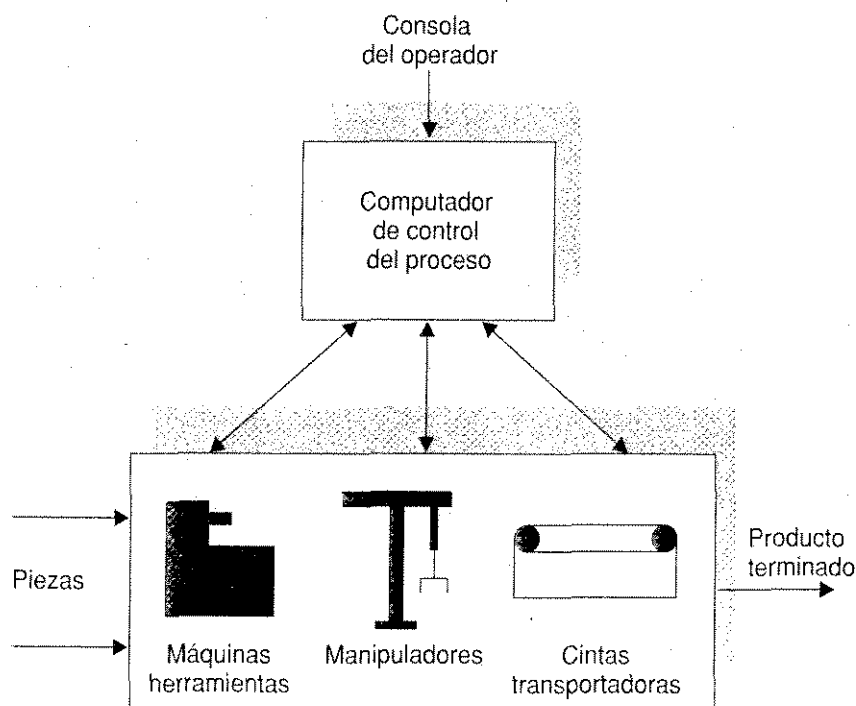 Consola
del operador
Computador
de control
del proceso
Piezas
Producto
terminado
Máquinas
herramientas
Manipuladores
Cintas
transportadoras